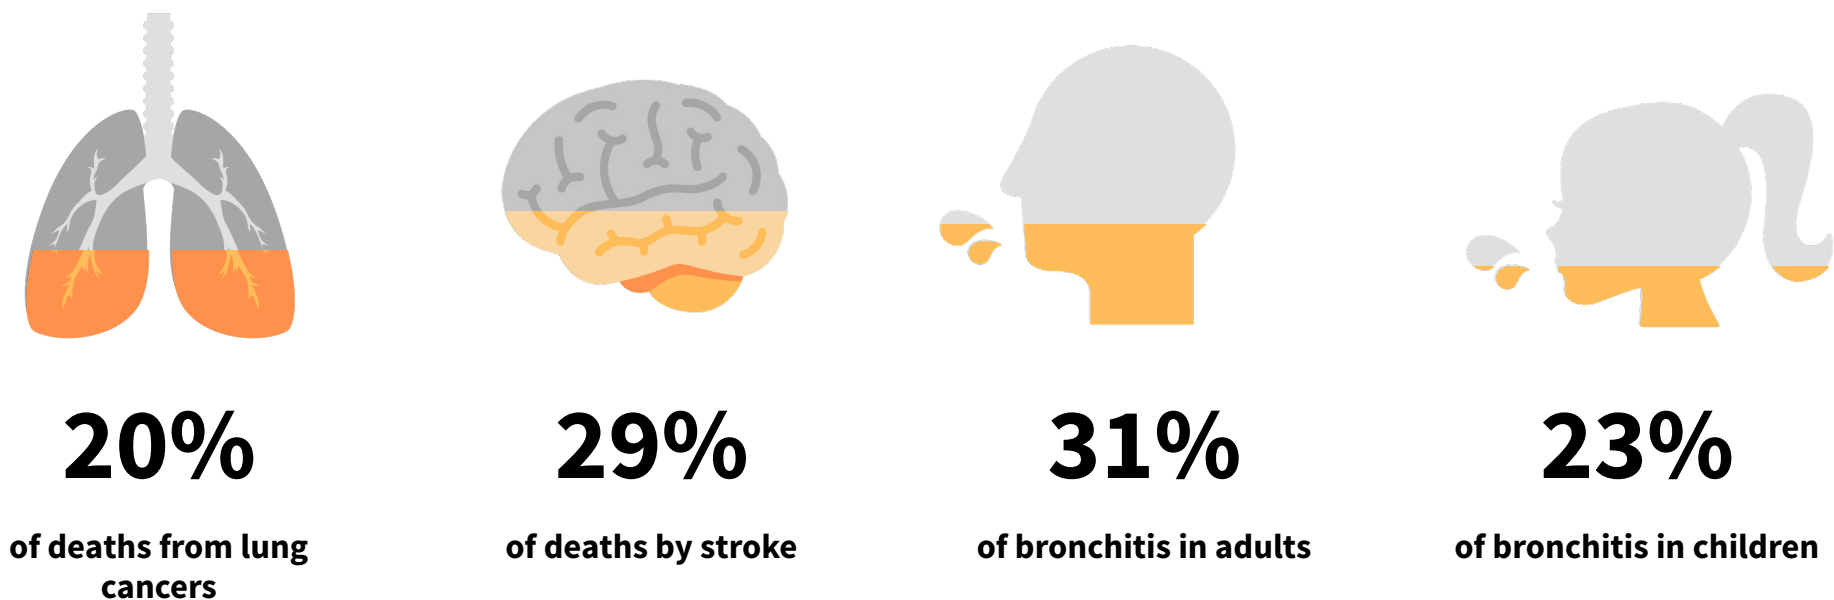 20%
of deaths from lung
cancers
29%
of deaths by stroke
31%
of bronchitis in adults
23%
of bronchitis in children